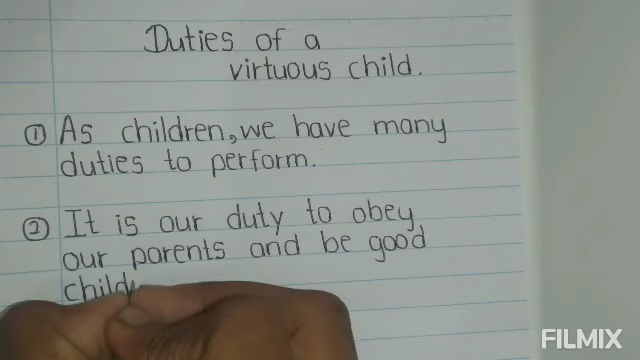 Duties of a
virtuous child.
① As children, we have many
duties to perform.
② It is our duty to obey
our parents and be good
FILMIX